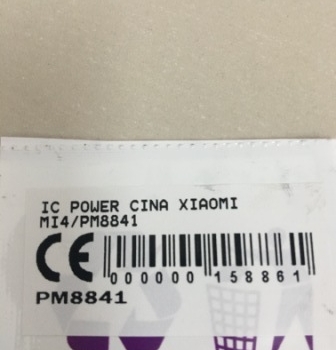 IC POWER CINA XIAOMI
MI4/PM8841
CE
000000 158861
PM8841